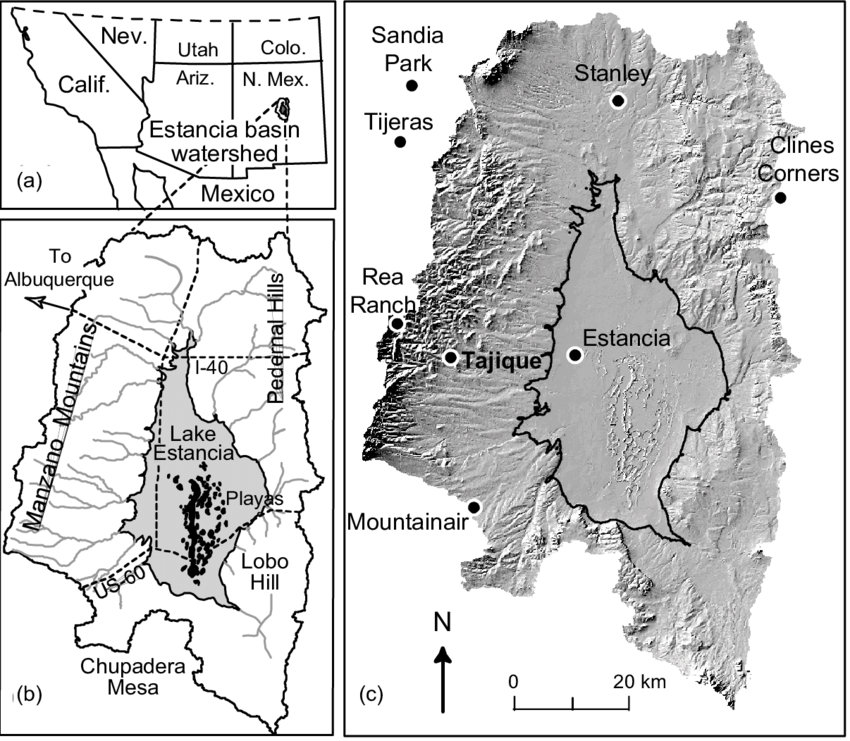 Nev.
Utah
Colo.
Calif.
Ariz.
N. Mex.
Estancia basin
watershed
(a)
Mexico
To
Albuquerque
Manzano Mountains
Pedernal Hills
I-40
Lake
Estancia
Playas
Lobo
Hill
US-60
Chupadera
Mesa
(b)
Sandia
Park
Stanley
Tijeras
Clines
Corners
Rea
Ranch
Estancia
Tajique
Mountainair
N
0
20 km
(c)